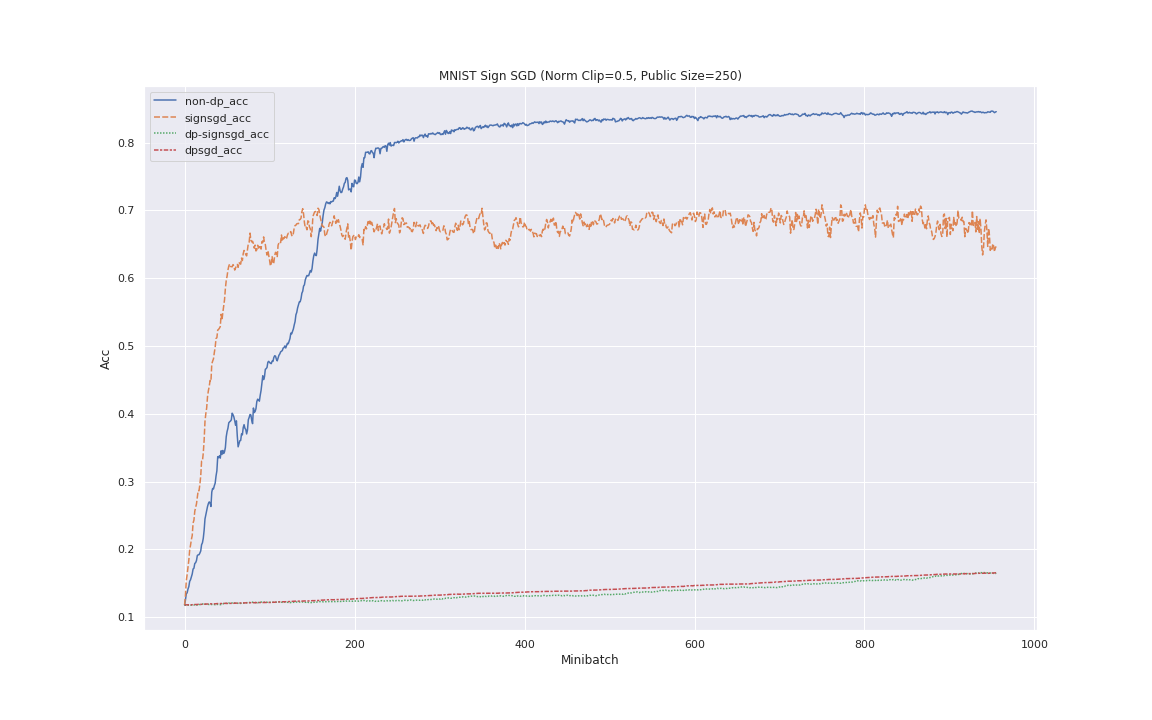 MNIST Sign SGD (Norm Clip=0.5, Public Size=250)
non-dp_acc
signsgd_acc
dp-signsgd_acc
dpsgd_acc
0.8
0.7
0.6
0.5
0.4
0.3
0.2
0.1
Acc
0 200 400 600 800 1000
Minibatch